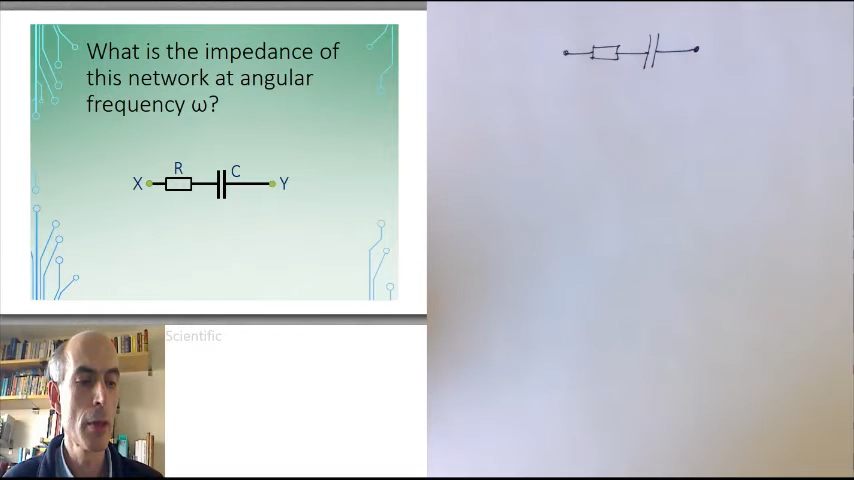 What is the impedance of
this network at angular
frequency ω?
R
C
X
Y
Scientific